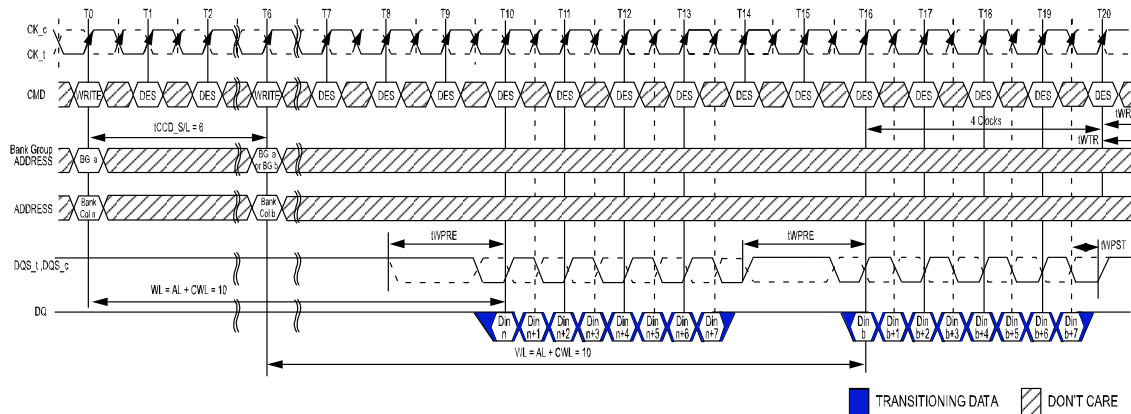 T0 T1 T2 T6 T7 T8 T9 T10 T11 T12 T13 T14 T15 T16 T17 T18 T19 T20
CK_c
CK_t
CMD WRITE DES DES WRITE DES DES DES DES DES DES DES DES DES DES DES DES DES DES
tCCD_S/L = 6
4 Clocks
tWR
tWTR
Bank Group
ADDRESS
BG a
BG a
or BG b
ADDRESS
Bank
Col n
Bank
Col b
tWPRE
tWPRE
tWPST
DQS_t ,DQS_c
WL = AL + CWL = 10
DQ
Din n Din n+1 Din n+2 Din n+3 Din n+4 Din n+5 Din n+6 Din n+7 Din b Din b+1 Din b+2 Din b+3 Din b+4 Din b+5 Din b+6 Din b+7
WL = AL + CWL = 10
TRANSITIONING DATA
DON'T CARE